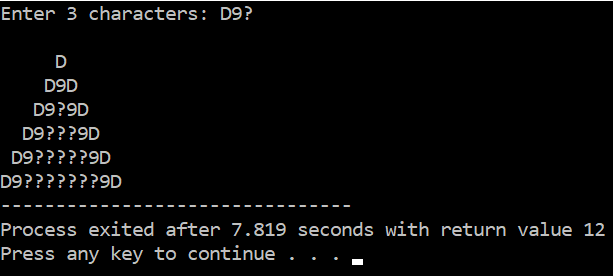 Enter 3 characters: D9?

     D
    D9D
   D9?9D
  D9???9D
 D9?????9D
D9???????9D
--------------------------------
Process exited after 7.819 seconds with return value 12
Press any key to continue . . .